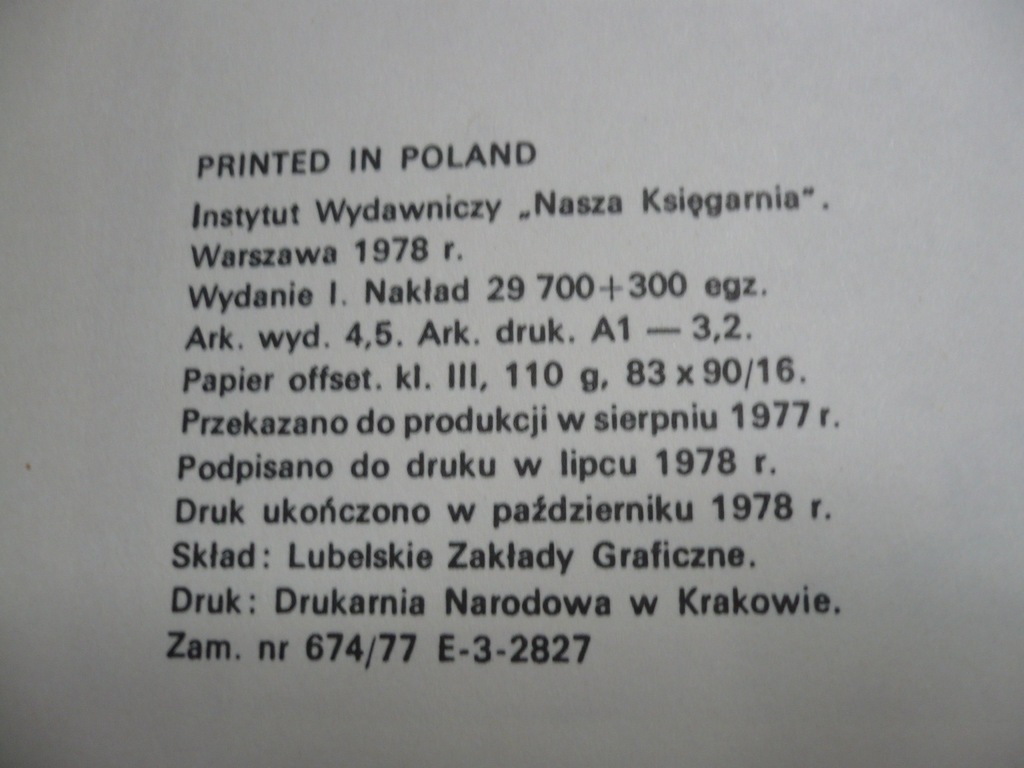 PRINTED IN POLAND
Instytut Wydawniczy „Nasza Księgarnia".
Warszawa 1978 r.
Wydanie I. Nakład 29 700+300 egz.
Ark. wyd. 4,5. Ark. druk. A1 — 3,2.
Papier offset. kl. III, 110 g, 83 x 90/16.
Przekazano do produkcji w sierpniu 1977 r.
Podpisano do druku w lipcu 1978 r.
Druk ukończono w październiku 1978 r.
Skład: Lubelskie Zakłady Graficzne.
Druk: Drukarnia Narodowa w Krakowie.
Zam. nr 674/77 E-3-2827